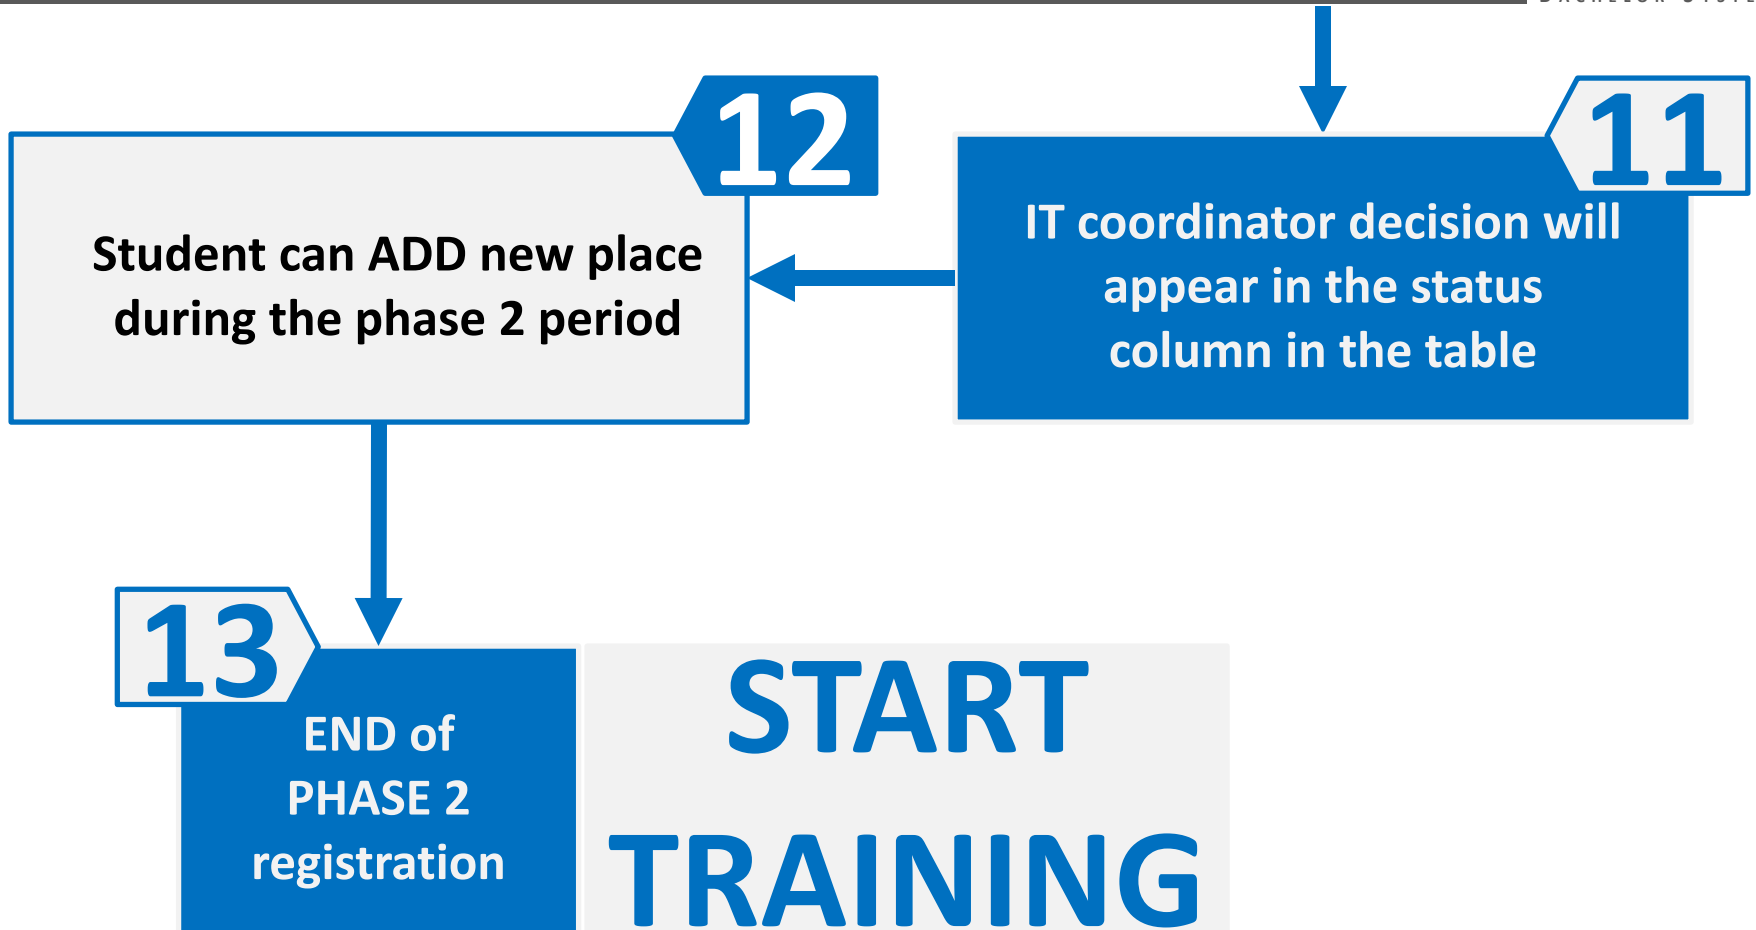 12
11
Student can ADD new place
during the phase 2 period
IT coordinator decision will
appear in the status
column in the table
13
END of
PHASE 2
registration
START
TRAINING